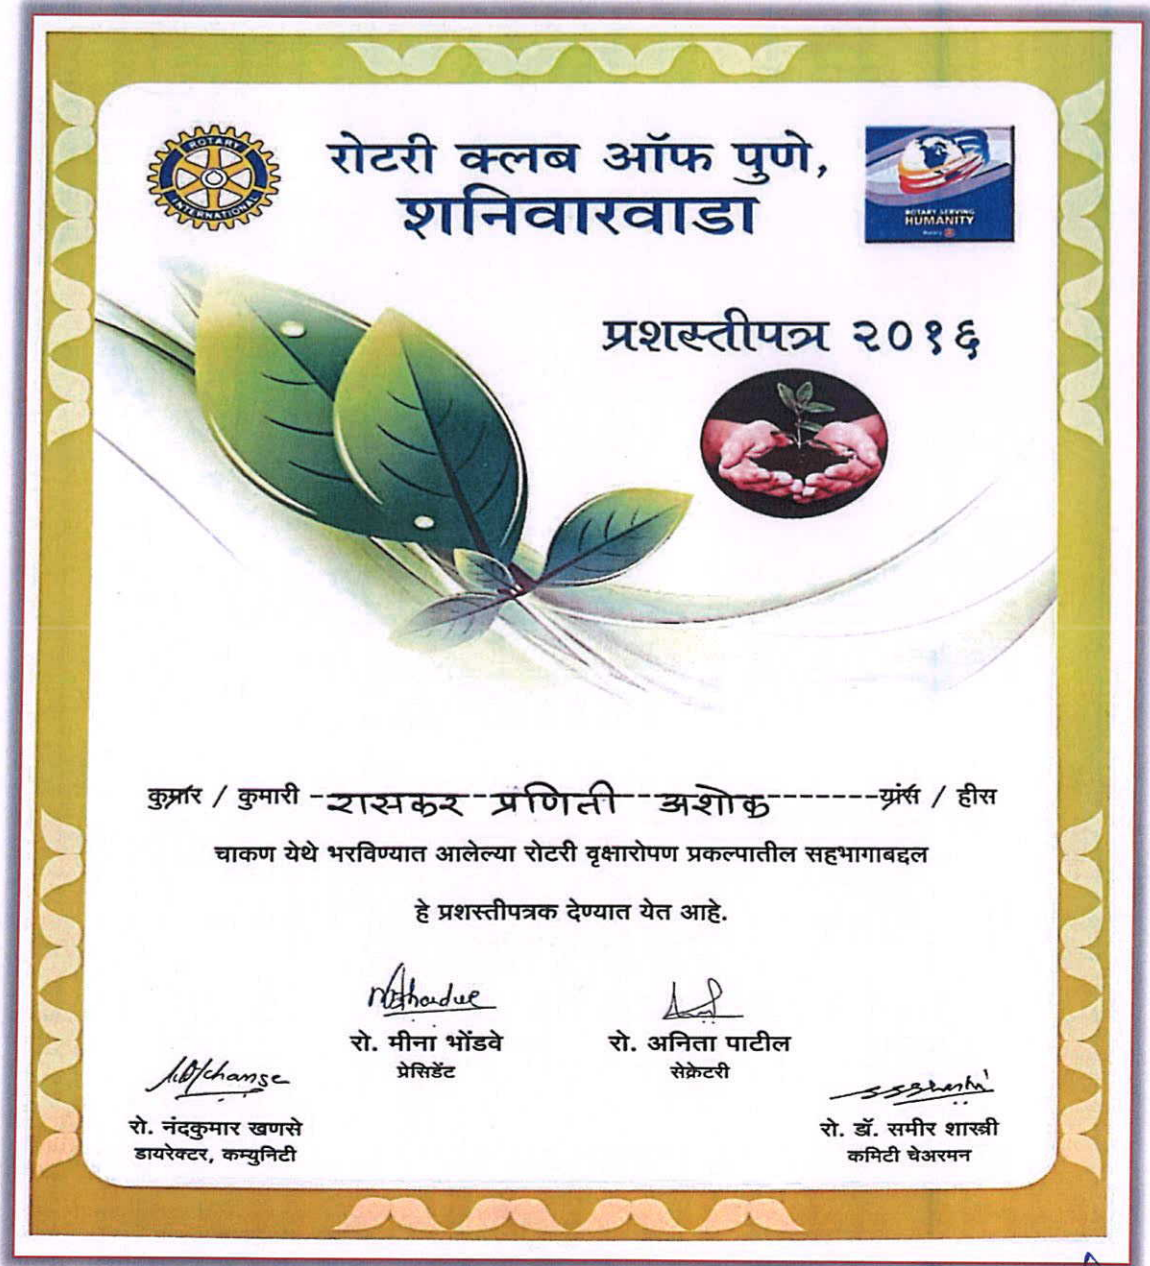 ROTARY
INTERNATIONAL
रोटरी क्लब ऑफ पुणे,
शनिवारवाडा
ROTARY SERVING
HUMANITY
Rotary
प्रशस्तीपत्र २०१६
कुमार / कुमारी रासकर प्रणिती अशोक यांस / हीस
चाकण येथे भरविण्यात आलेल्या रोटरी वृक्षारोपण प्रकल्पातील सहभागाबद्दल
हे प्रशस्तीपत्रक देण्यात येत आहे.
रो. मीना भोंडवे
प्रेसिडेंट
रो. अनिता पाटील
सेक्रेटरी
रो. नंदकुमार खणसे
डायरेक्टर, कम्युनिटी
रो. डॉ. समीर शास्त्री
कमिटी चेअरमन